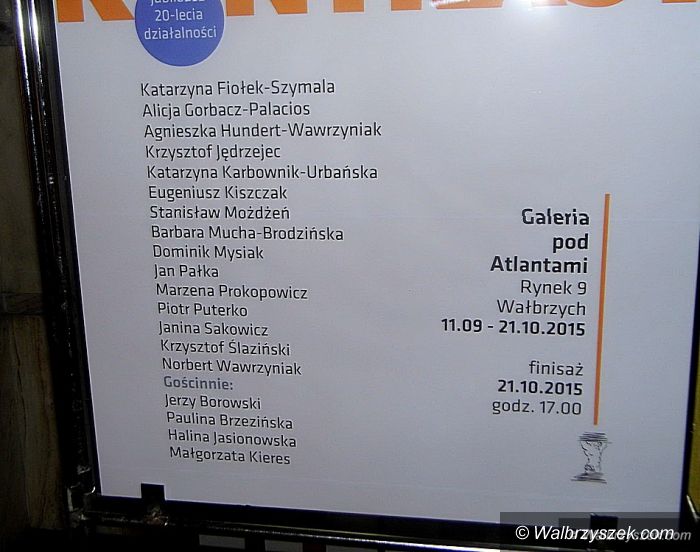 KONTRAST
jubileusz
20-lecia
działalności
Katarzyna Fiołek-Szymala
Alicja Gorbacz-Palacios
Agnieszka Hundert-Wawrzyniak
Krzysztof Jędrzejec
Katarzyna Karbownik-Urbańska
Eugeniusz Kiszczak
Stanisław Możdżeń
Barbara Mucha-Brodzińska
Dominik Mysiak
Jan Pałka
Marzena Prokopowicz
Piotr Puterko
Janina Sakowicz
Krzysztof Ślaziński
Norbert Wawrzyniak
Gościnnie:
Jerzy Borowski
Paulina Brzezińska
Halina Jasionowska
Małgorzata Kieres
Galeria
pod
Atlantami
Rynek 9
Wałbrzych
11.09 - 21.10.2015
finisaż
21.10.2015
godz. 17.00
© Walbrzyszek.com